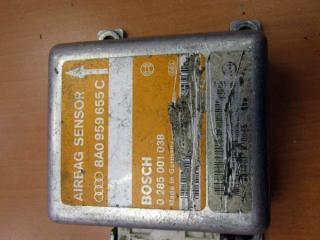 AIRBAG SENSOR
8A0 959 655 C
BOSCH
0 285 001 038
Made in Germany